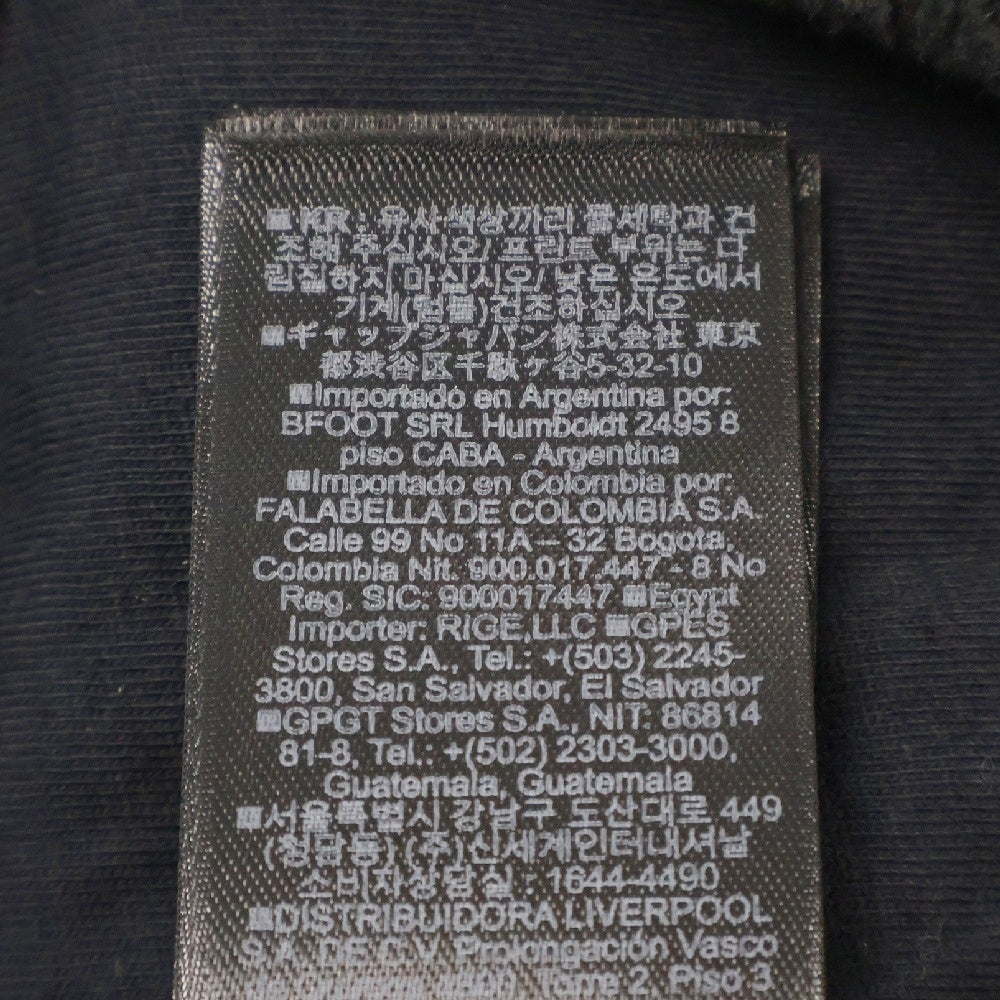 KR : 유사색상끼리 물세탁과 건
조해 주십시오/ 프린트 부위는 다
림질하지 마십시오/ 낮은 온도에서
기계(텀블)건조하십시오
ギャップジャパン株式会社 東京
都渋谷区千駄ヶ谷5-32-10
Importado en Argentina por:
BFOOT SRL Humboldt 2495 8
piso CABA - Argentina
Importado en Colombia por:
FALABELLA DE COLOMBIA S.A.
Calle 99 No 11A – 32 Bogota,
Colombia Nit. 900.017.447 - 8 No
Reg. SIC: 900017447 Egypt
Importer: RIGE,LLC GPES
Stores S.A., Tel.: +(503) 2245-
3800, San Salvador, El Salvador
GPGT Stores S.A., NIT: 86814
81-8, Tel.: +(502) 2303-3000,
Guatemala, Guatemala
서울특별시 강남구 도산대로 449
(청담동) (주)신세계인터내셔날
소비자상담실 : 1644-4490
DISTRIBUIDORA LIVERPOOL
S.A. DE C.V. Prolongación Vasco
de Quiroga Torre 2, Piso 3